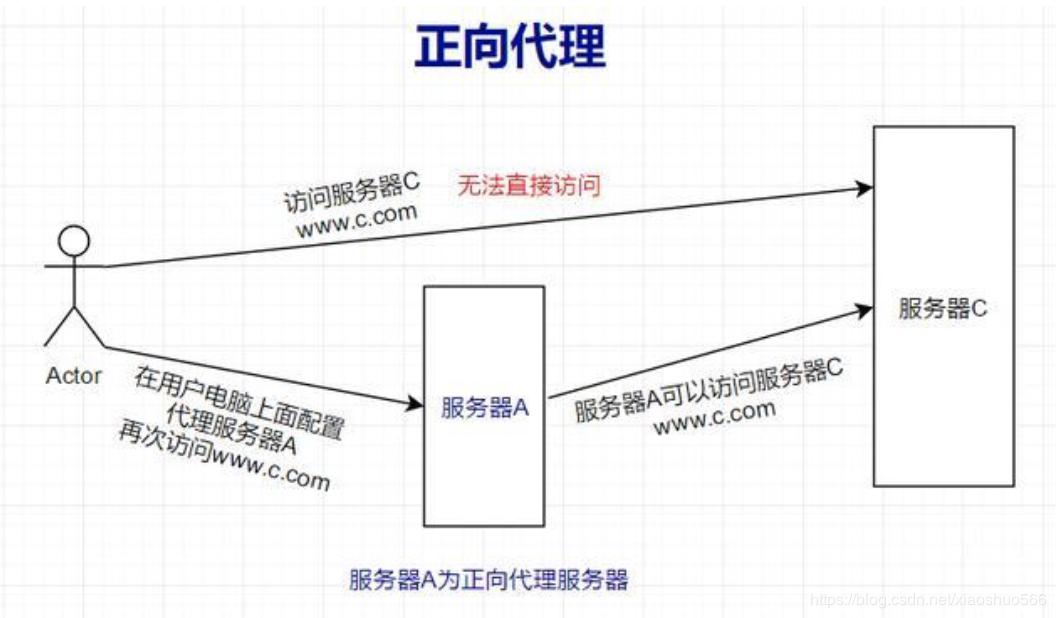 正向代理
访问服务器C
www.c.com
无法直接访问
Actor
在用户电脑上面配置
代理服务器A
再次访问www.c.com
服务器A
服务器A可以访问服务器C
www.c.com
服务器C
服务器A为正向代理服务器
https://blog.csdn.net/xiaoshuo566